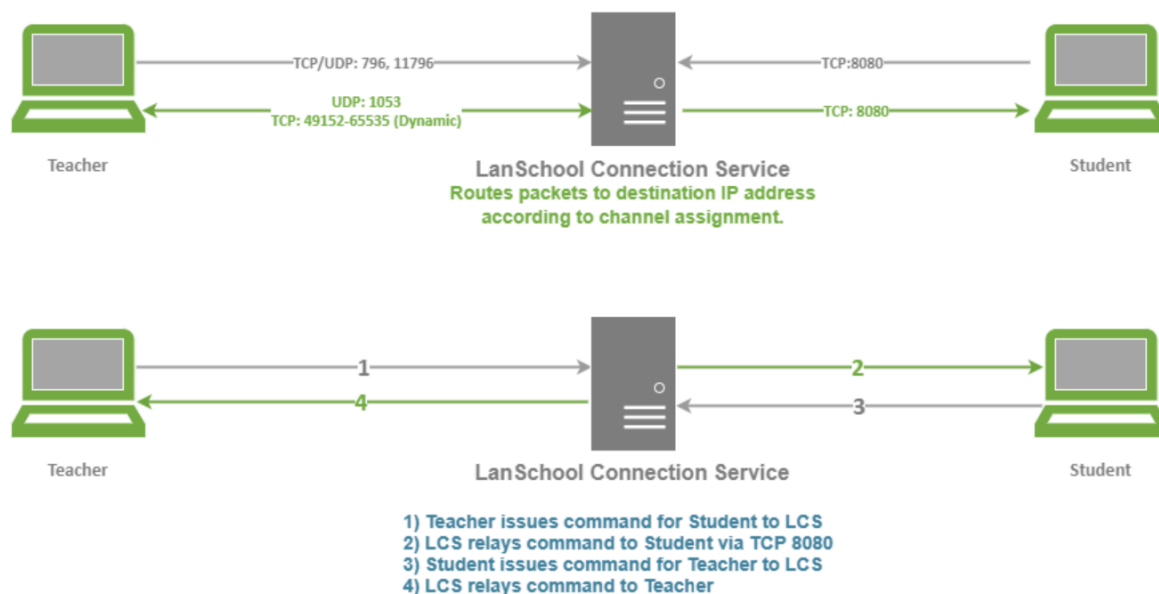 TCP/UDP: 796, 11796
TCP:8080
UDP: 1053
TCP: 49152-65535 (Dynamic)
TCP: 8080
Teacher
LanSchool Connection Service
Student
Routes packets to destination IP address
according to channel assignment.
1
2
4
3
Teacher
LanSchool Connection Service
Student
1) Teacher issues command for Student to LCS
2) LCS relays command to Student via TCP 8080
3) Student issues command for Teacher to LCS
4) LCS relays command to Teacher